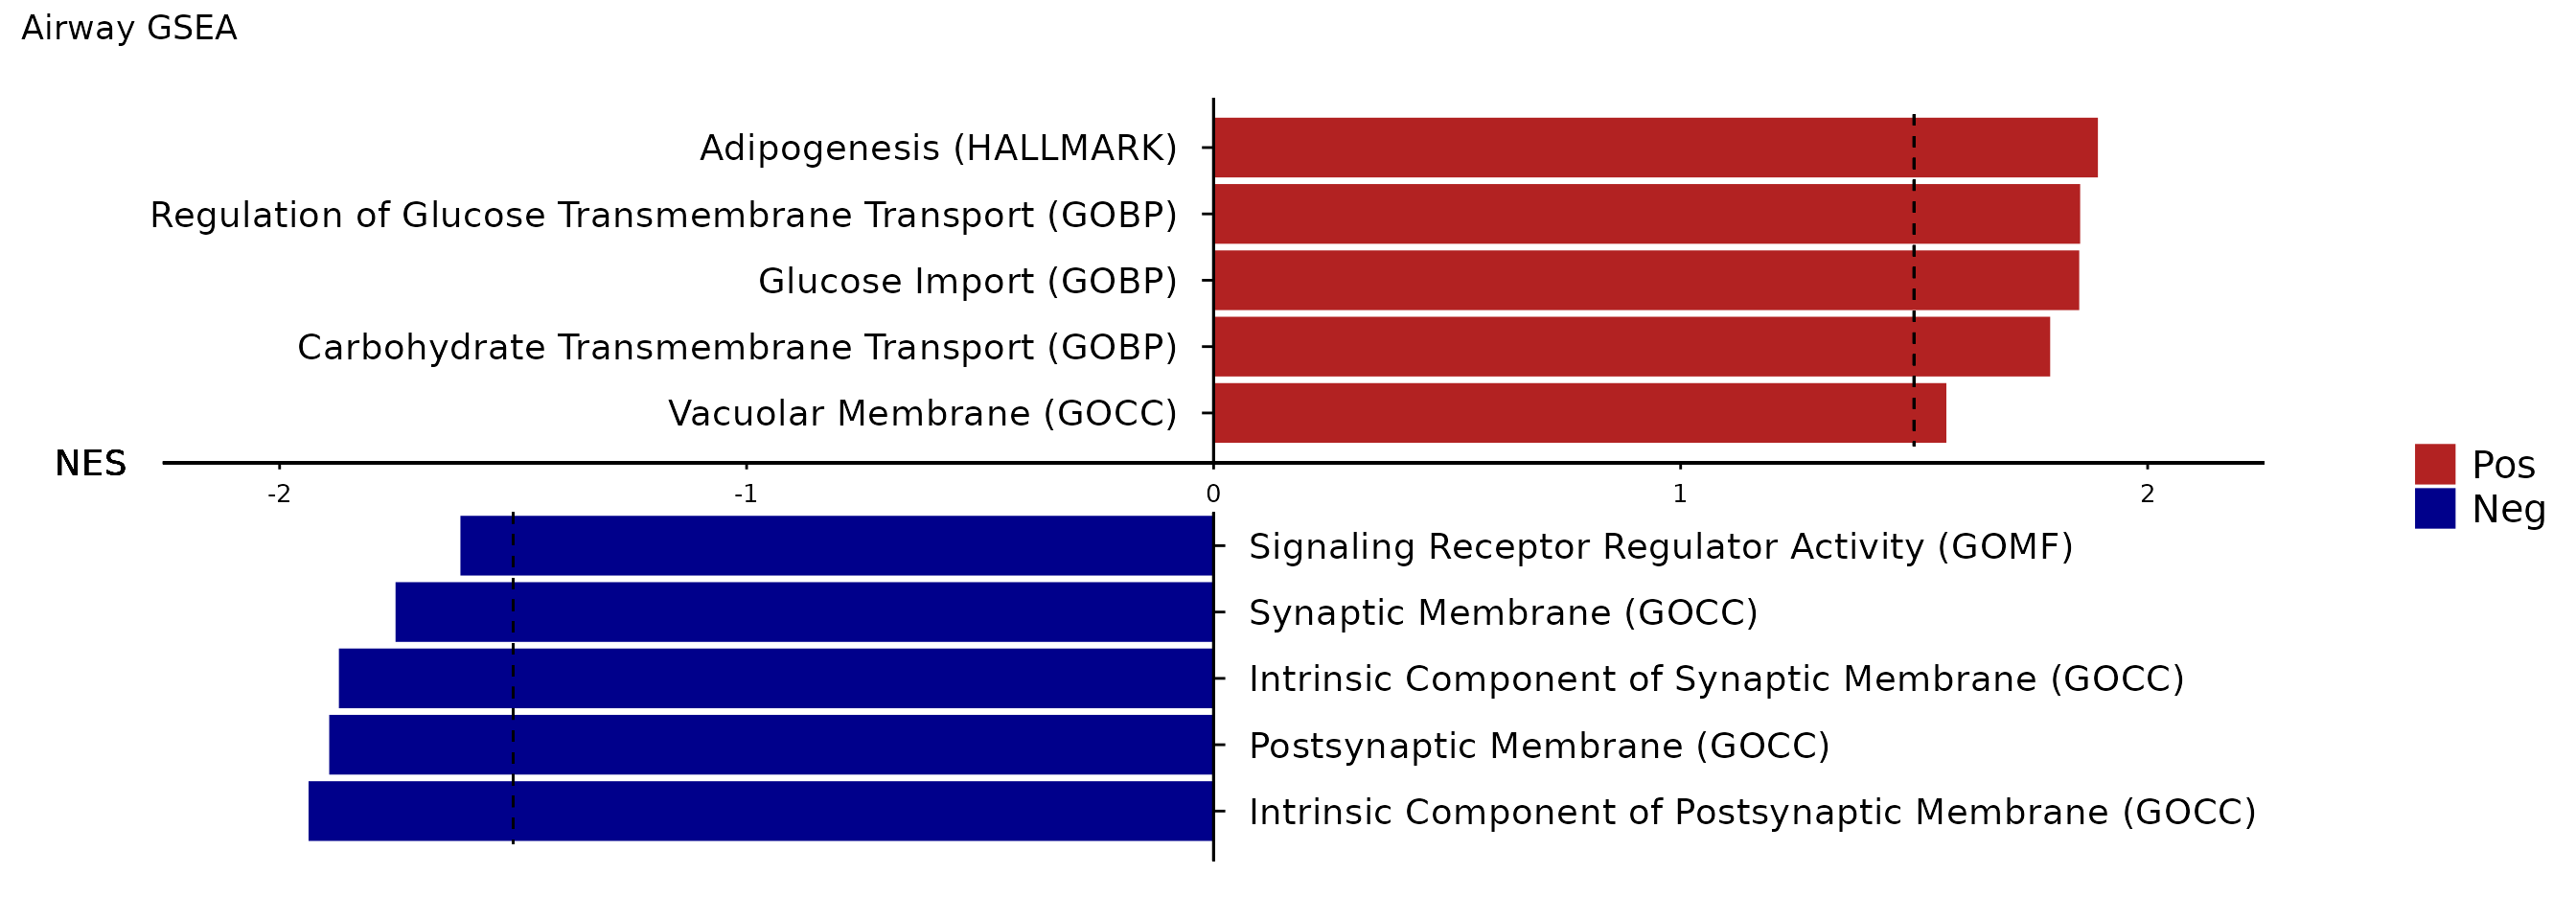 Airway GSEA
Adipogenesis (HALLMARK)
Regulation of Glucose Transmembrane Transport (GOBP)
Glucose Import (GOBP)
Carbohydrate Transmembrane Transport (GOBP)
Vacuolar Membrane (GOCC)
NES
-2 -1 0 1 2
Pos
Neg
Signaling Receptor Regulator Activity (GOMF)
Synaptic Membrane (GOCC)
Intrinsic Component of Synaptic Membrane (GOCC)
Postsynaptic Membrane (GOCC)
Intrinsic Component of Postsynaptic Membrane (GOCC)